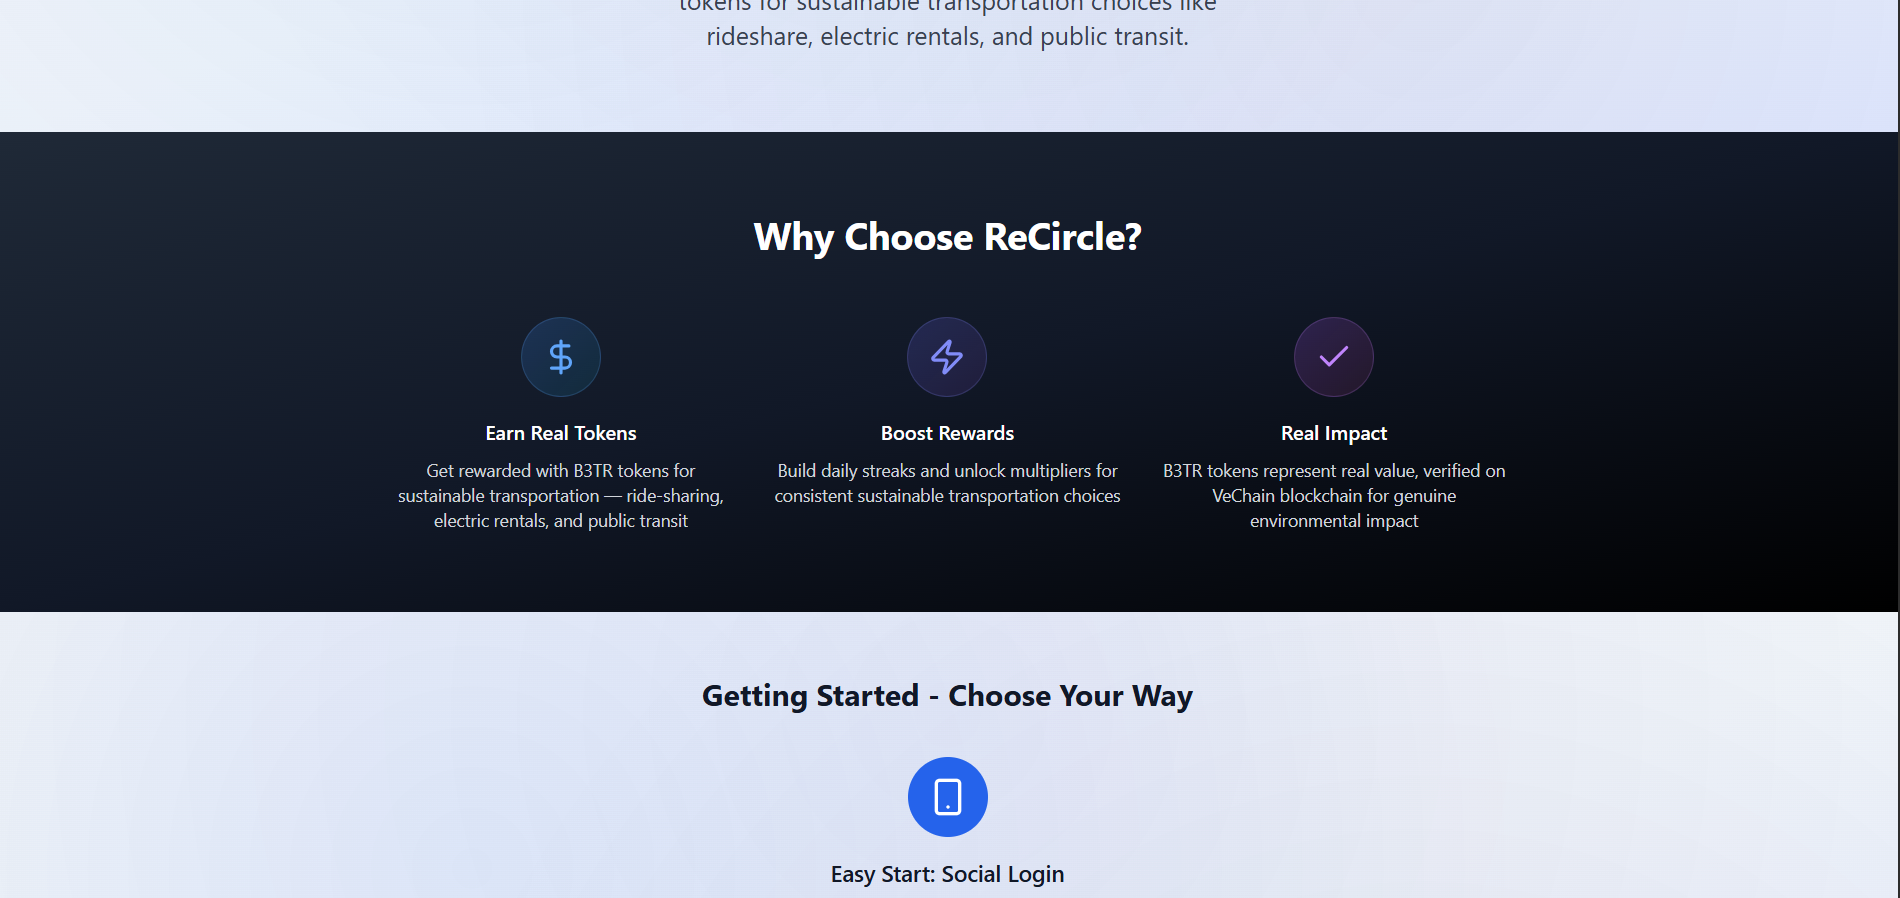 tokens for sustainable transportation choices like
rideshare, electric rentals, and public transit.
Why Choose ReCircle?
Earn Real Tokens
Get rewarded with B3TR tokens for
sustainable transportation — ride-sharing,
electric rentals, and public transit
Boost Rewards
Build daily streaks and unlock multipliers for
consistent sustainable transportation choices
Real Impact
B3TR tokens represent real value, verified on
VeChain blockchain for genuine
environmental impact
Getting Started - Choose Your Way
Easy Start: Social Login